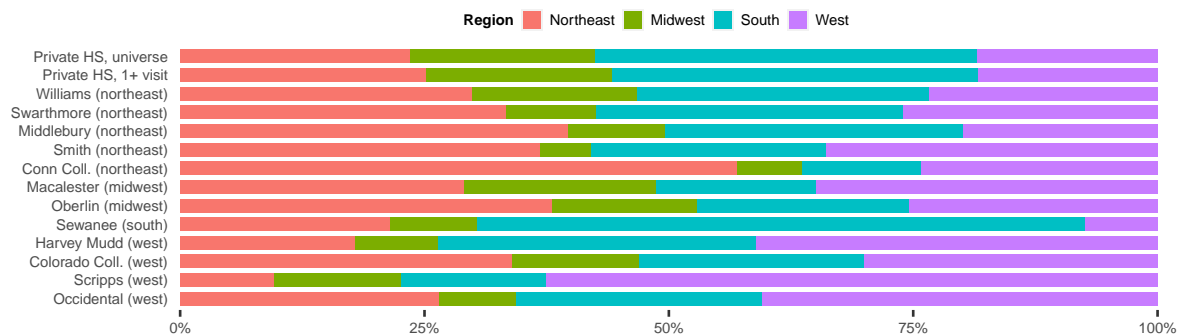 Region Northeast Midwest South West
Private HS, universe
Private HS, 1+ visit
Williams (northeast)
Swarthmore (northeast)
Middlebury (northeast)
Smith (northeast)
Conn Coll. (northeast)
Macalester (midwest)
Oberlin (midwest)
Sewanee (south)
Harvey Mudd (west)
Colorado Coll. (west)
Scripps (west)
Occidental (west)
0% 25% 50% 75% 100%